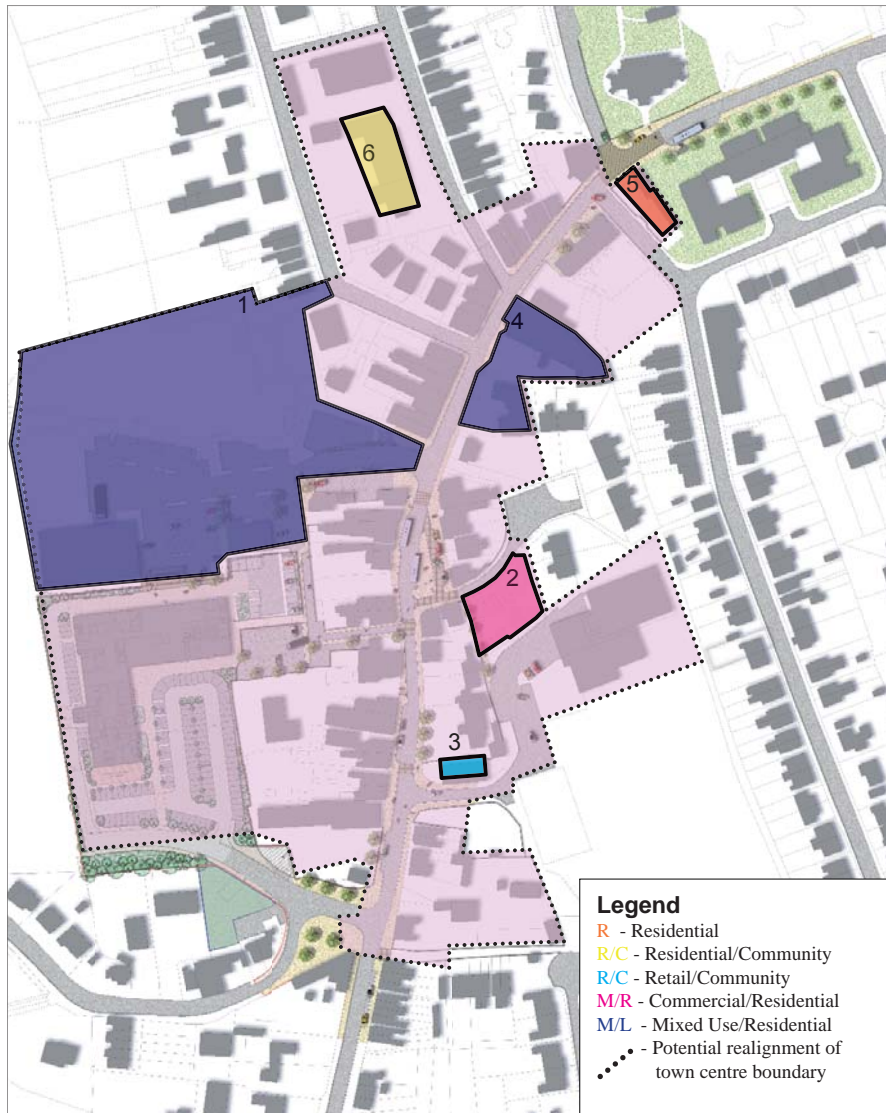 6
5
1
4
2
3
Legend
R - Residential
R/C - Residential/Community
R/C - Retail/Community
M/R - Commercial/Residential
M/L - Mixed Use/Residential
- Potential realignment of
town centre boundary